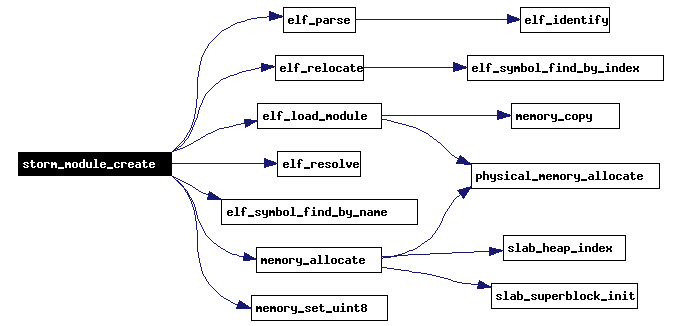 elf_parse
elf_identify
elf_relocate
elf_symbol_find_by_index
elf_load_module
memory_copy
storm_module_create
elf_resolve
physical_memory_allocate
elf_symbol_find_by_name
memory_allocate
slab_heap_index
slab_superblock_init
memory_set_uint8